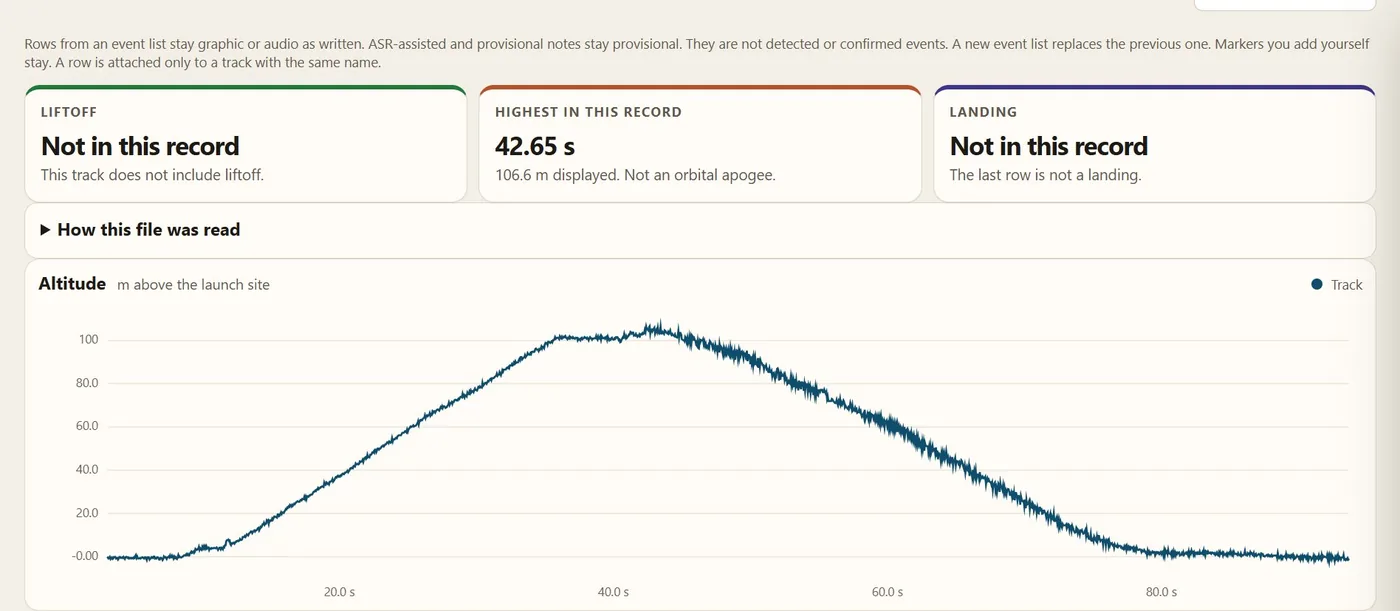 Rows from an event list stay graphic or audio as written. ASR-assisted and provisional notes stay provisional. They are not detected or confirmed events. A new event list replaces the previous one. Markers you add yourself
stay. A row is attached only to a track with the same name.
LIFTOFF
Not in this record
This track does not include liftoff.
HIGHEST IN THIS RECORD
42.65 s
106.6 m displayed. Not an orbital apogee.
LANDING
Not in this record
The last row is not a landing.
How this file was read
Altitude m above the launch site
Track
100
80.0
60.0
40.0
20.0
-0.00
20.0 s
40.0 s
60.0 s
80.0 s